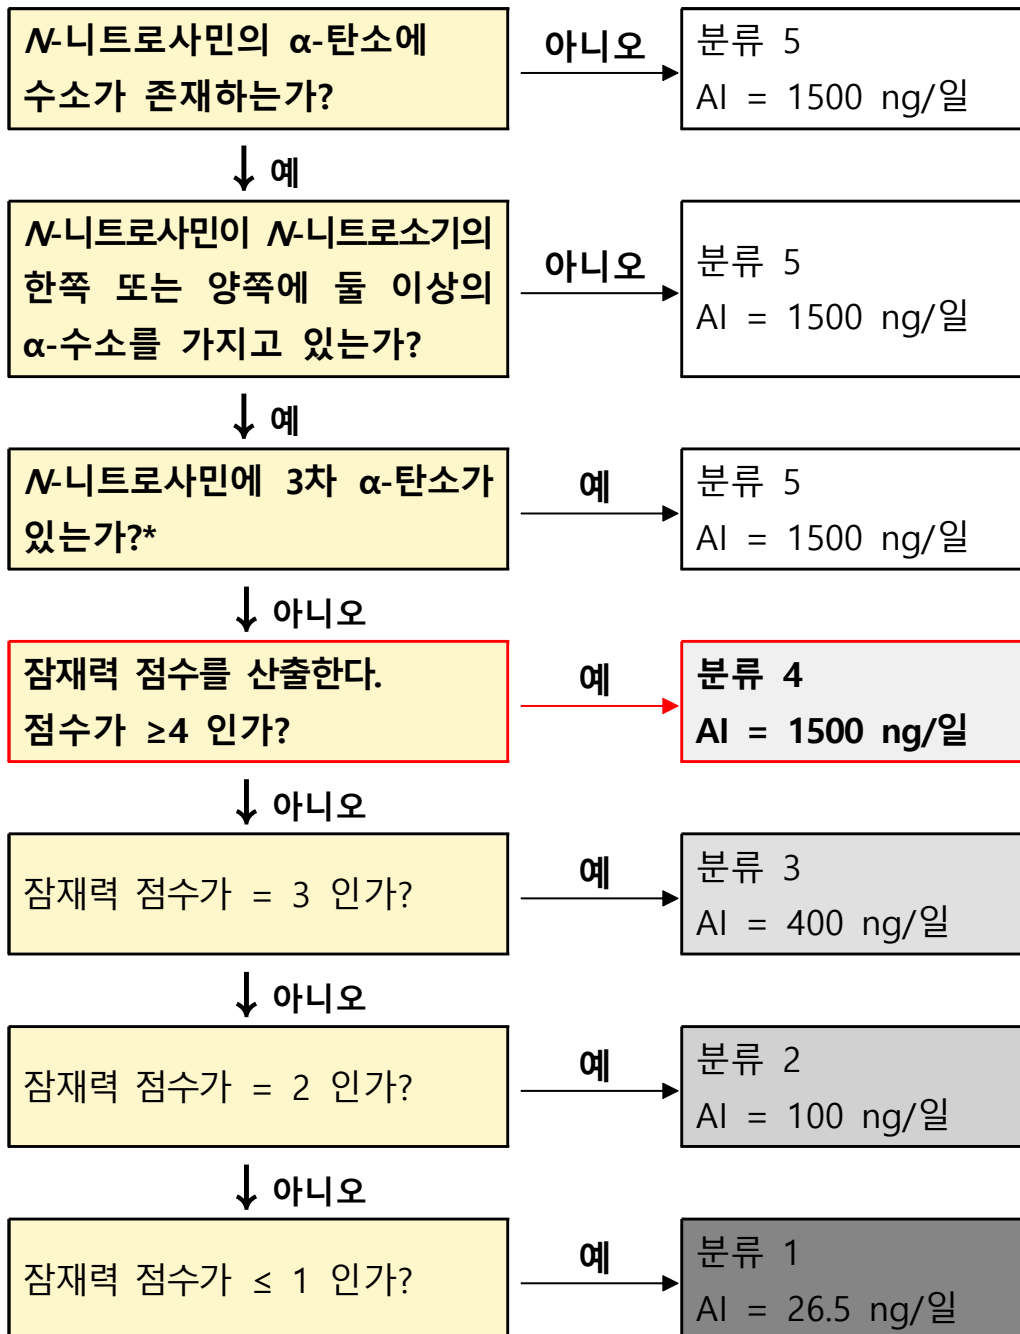 N-니트로사민의 α-탄소에
수소가 존재하는가?
아니오
분류 5
AI = 1500 ng/일
↓ 예
N-니트로사민이 N-니트로소기의
한쪽 또는 양쪽에 둘 이상의
α-수소를 가지고 있는가?
아니오
분류 5
AI = 1500 ng/일
↓ 예
N-니트로사민에 3차 α-탄소가
있는가?*
예
분류 5
AI = 1500 ng/일
↓ 아니오
잠재력 점수를 산출한다.
점수가 ≥4 인가?
예
분류 4
AI = 1500 ng/일
↓ 아니오
잠재력 점수가 = 3 인가?
예
분류 3
AI = 400 ng/일
↓ 아니오
잠재력 점수가 = 2 인가?
예
분류 2
AI = 100 ng/일
↓ 아니오
잠재력 점수가 ≤ 1 인가?
예
분류 1
AI = 26.5 ng/일